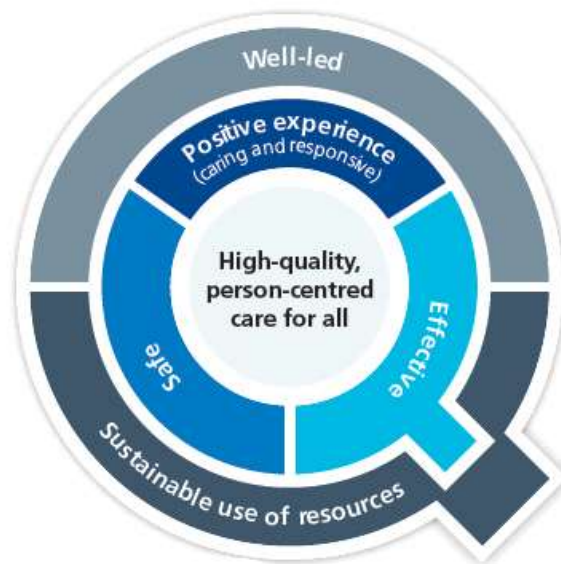 Well-led
Positive experience
(caring and responsive)
High-quality,
person-centred
care for all
Safe
Effective
Sustainable use of resources